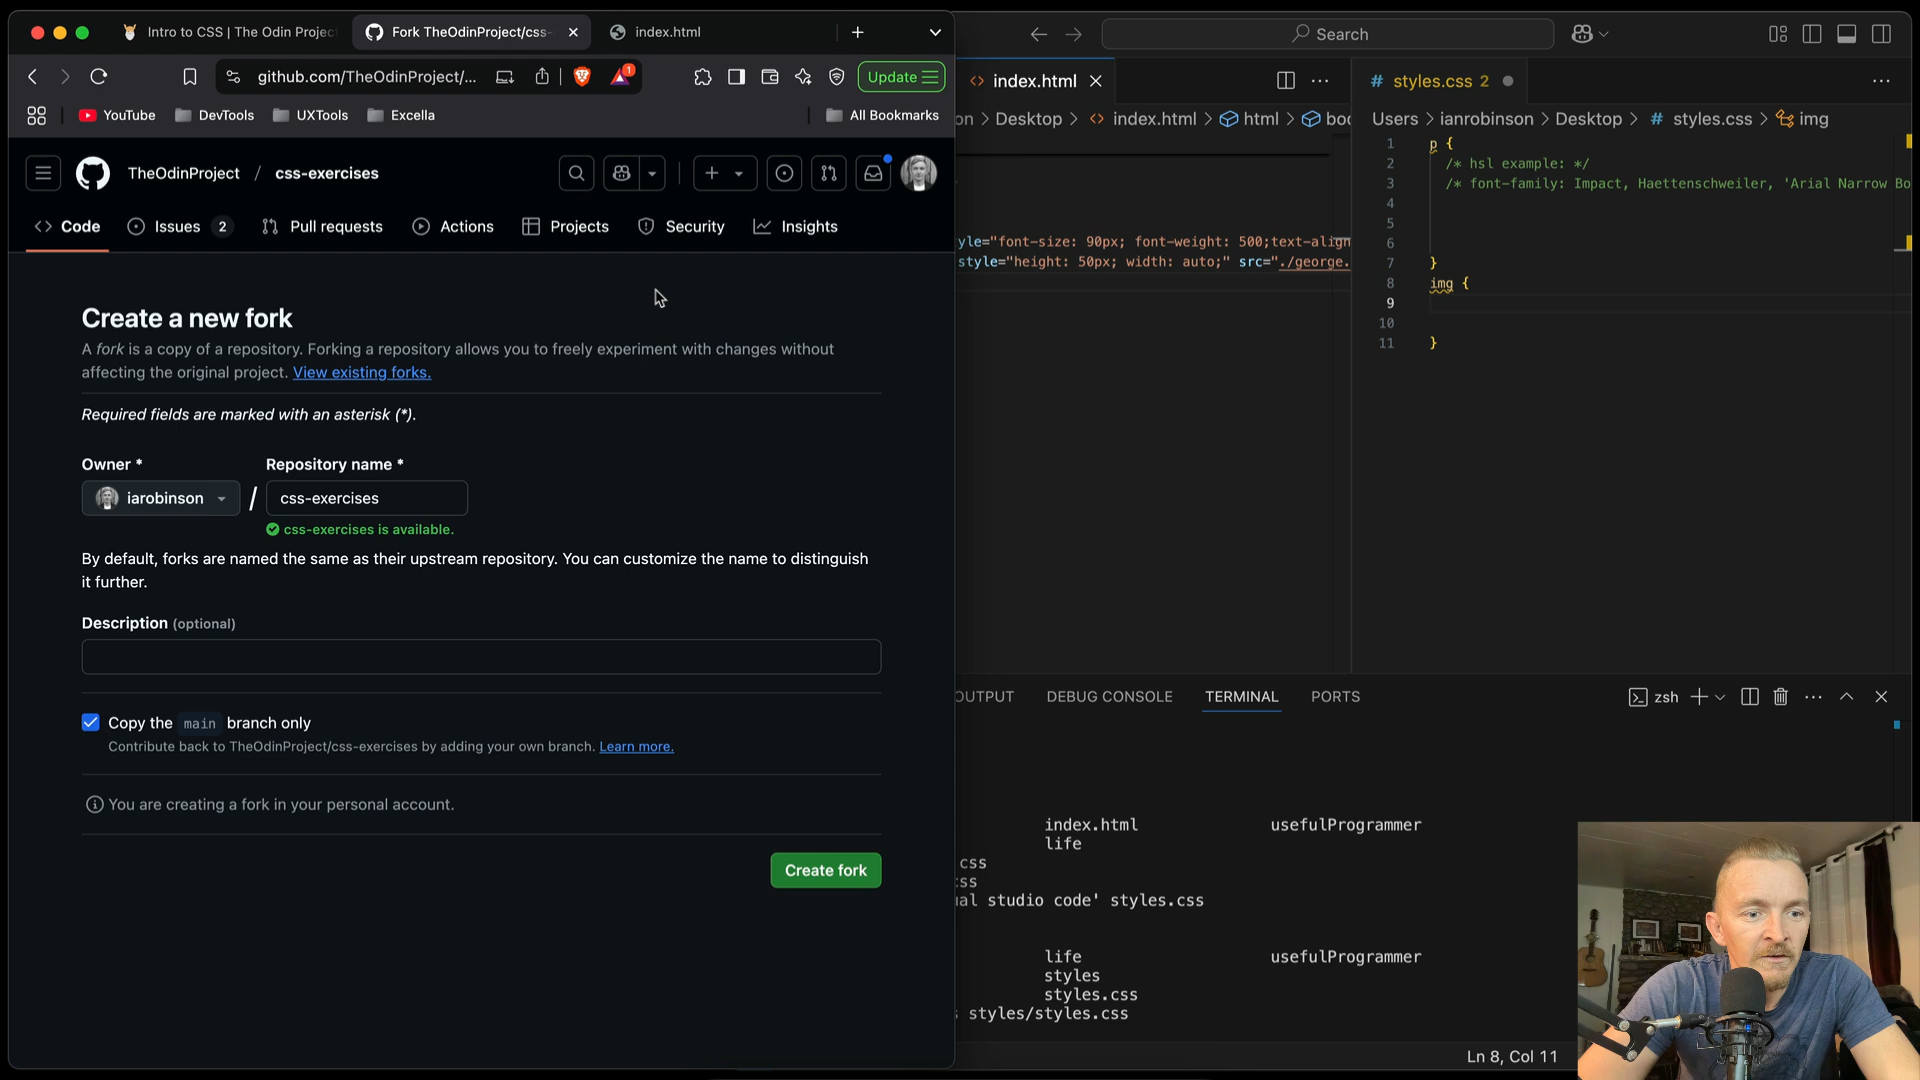 Intro to CSS | The Odin Projec
Fork TheOdinProject/css-
index.html
github.com/TheOdinProject/...
1
Update
YouTube
DevTools
UXTools
Excella
All Bookmarks
TheOdinProject / css-exercises
Code
Issues 2
Pull requests
Actions
Projects
Security
Insights
Create a new fork
A fork is a copy of a repository. Forking a repository allows you to freely experiment with changes without
affecting the original project. View existing forks.
Required fields are marked with an asterisk (*).
Owner *
Repository name *
iarobinson / css-exercises
css-exercises is available.
By default, forks are named the same as their upstream repository. You can customize the name to distinguish
it further.
Description (optional)
Copy the main branch only
Contribute back to TheOdinProject/css-exercises by adding your own branch. Learn more.
You are creating a fork in your personal account.
Create fork
Search
index.html
on > Desktop > index.html > html > boc
yle="font-size: 90px; font-weight: 500;text-align
style="height: 50px; width: auto;" src="./george.
styles.css 2
Users > ianrobinson > Desktop > # styles.css > img
1 p {
2 /* hsl example: */
3 /* font-family: Impact, Haettenschweiler, 'Arial Narrow Bo
4
5
6
7 }
8 img {
9
10
11 }
OUTPUT
DEBUG CONSOLE
TERMINAL
PORTS
zsh
index.html usefulProgrammer
life
css
ss
al studio code' styles.css
life usefulProgrammer
styles
styles.css
styles/styles.css
Ln 8, Col 11